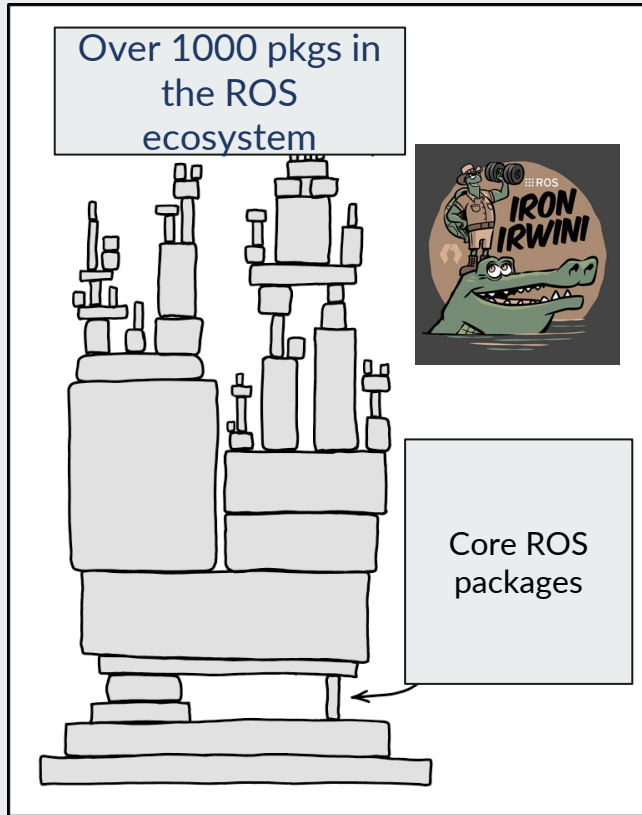 Over 1000 pkgs in
the ROS
ecosystem
ROS
IRON
IRWINI
Core ROS
packages